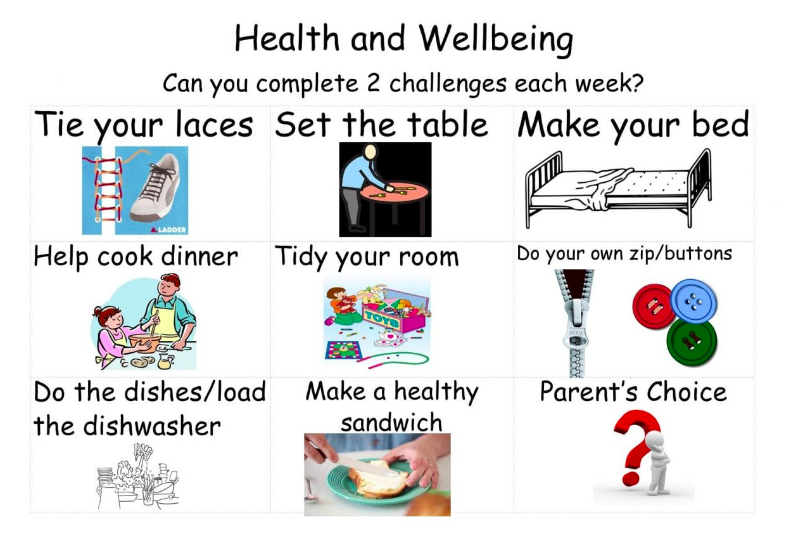 Health and Wellbeing
Can you complete 2 challenges each week?
Tie your laces
Set the table
Make your bed
A LADDER
Help cook dinner
Tidy your room
Do your own zip/buttons
TOYS
Do the dishes/load
the dishwasher
Make a healthy
sandwich
Parent's Choice